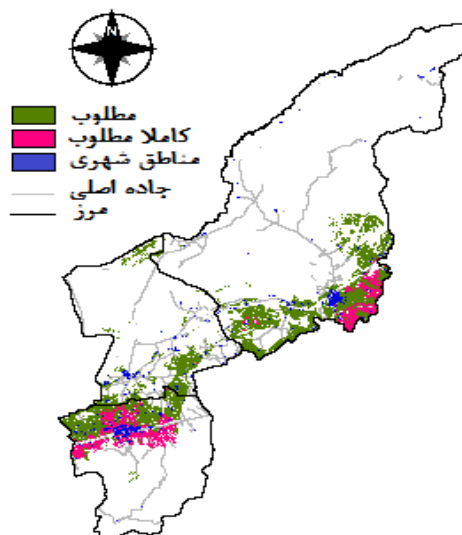 مطلوب
کاملا مطلوب
مناطق شهری
جاده اصلی
مرز